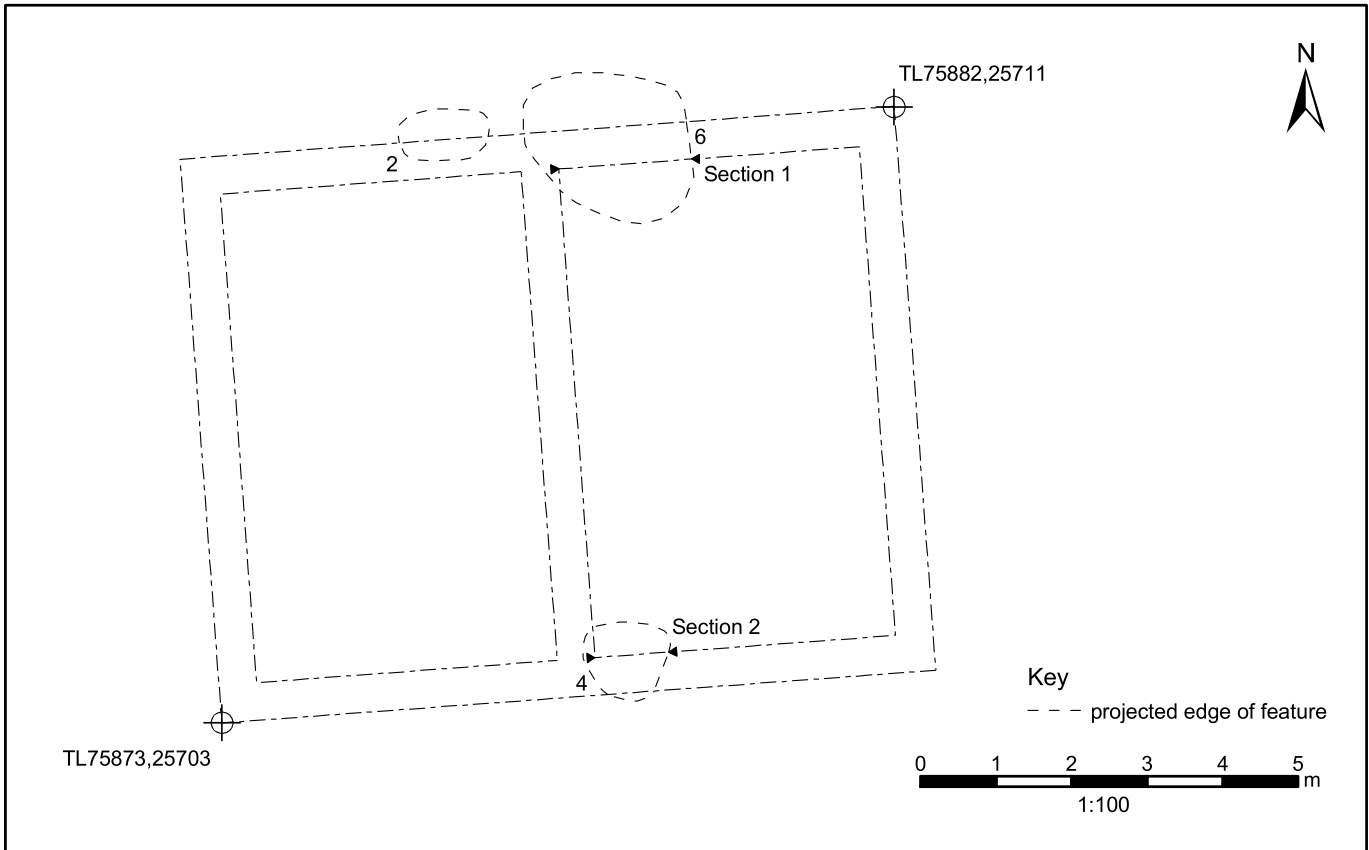 N
TL75882,25711
6
2
Section 1
Section 2
4
Key
projected edge of feature
TL75873,25703
0 1 2 3 4 5
m
1:100